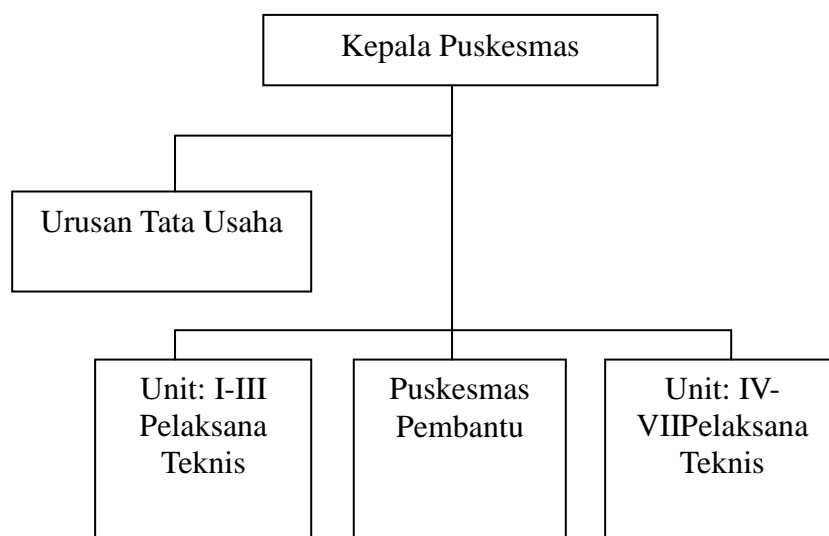 Kepala Puskesmas
Urusan Tata Usaha
Unit: I-III
Pelaksana
Teknis
Puskesmas
Pembantu
Unit: IV-
VIIPelaksana
Teknis